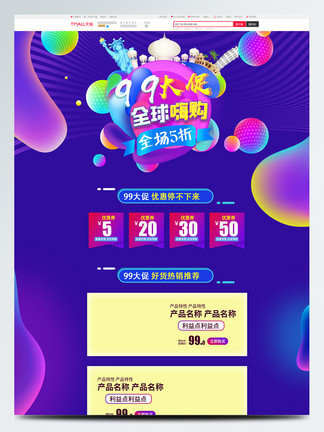 TMALL天猫
99大促
全球嗨购
全场5折
99大促 优惠停不下来
优惠券 优惠券 优惠券 优惠券
¥5 ¥20 ¥30 ¥50
99大促 好货热销推荐
产品特性 产品特性
产品名称 产品名称
利益点利益点
99.0 立即购买
产品特性 产品特性
产品名称 产品名称
利益点利益点
99.0